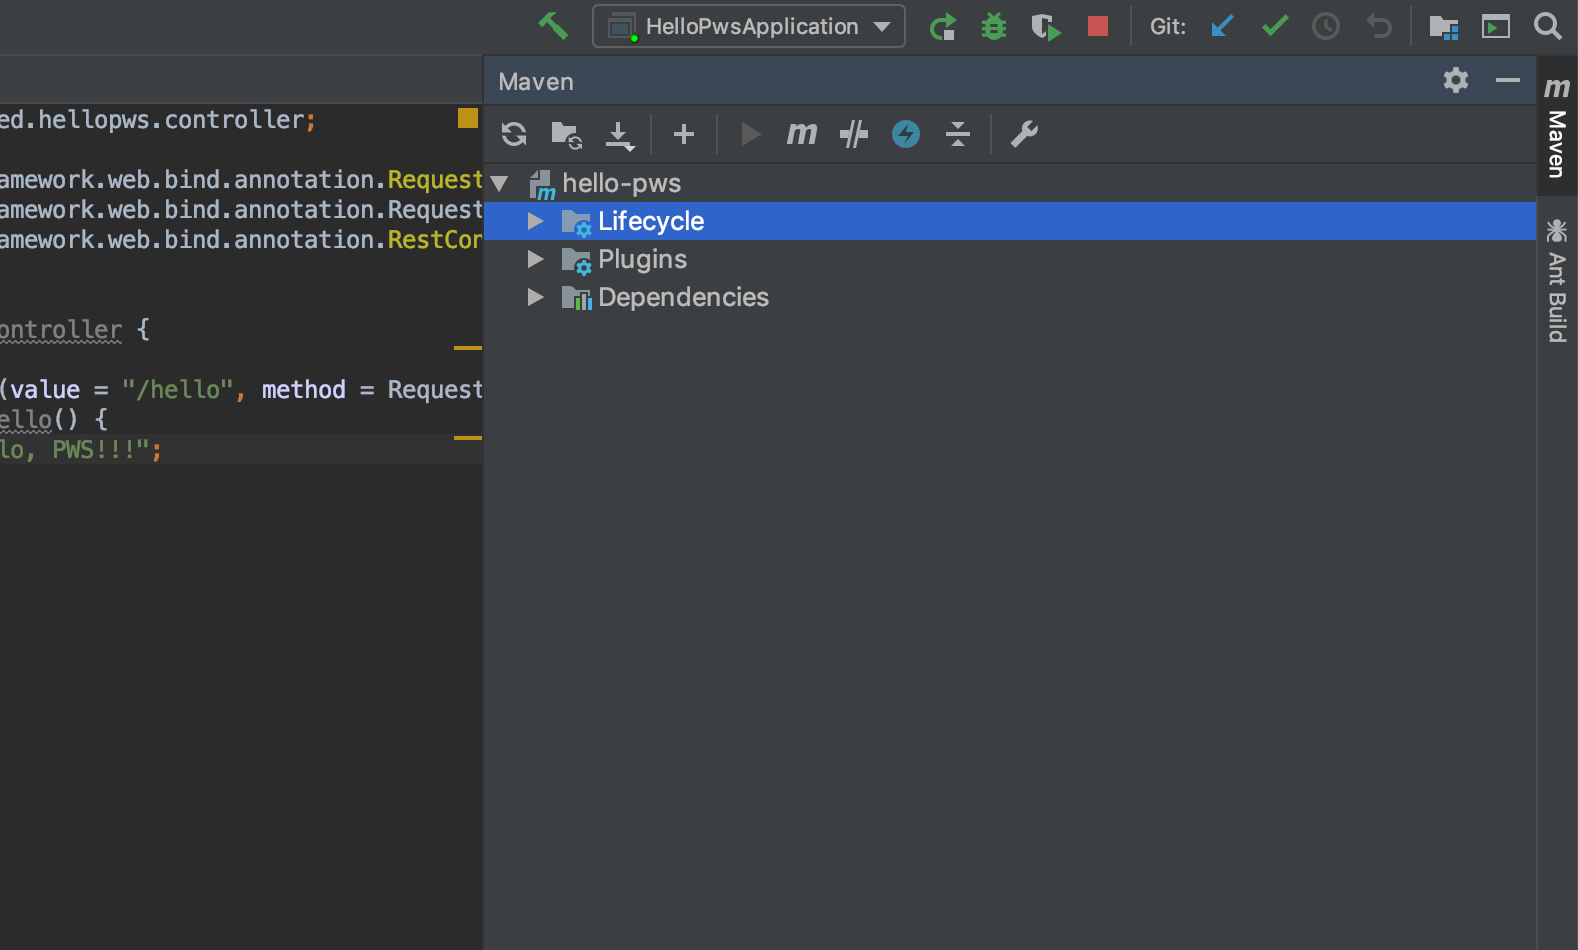 HelloPwsApplication
Git:
Maven
ed.hellopws.controller;
amework.web.bind.annotation.Request
amework.web.bind.annotation.Request
amework.web.bind.annotation.RestCon
ontroller {
(value = "/hello", method = Request
ello() {
lo, PWS!!!";
m
hello-pws
Lifecycle
Plugins
Dependencies
m
Maven
Ant Build